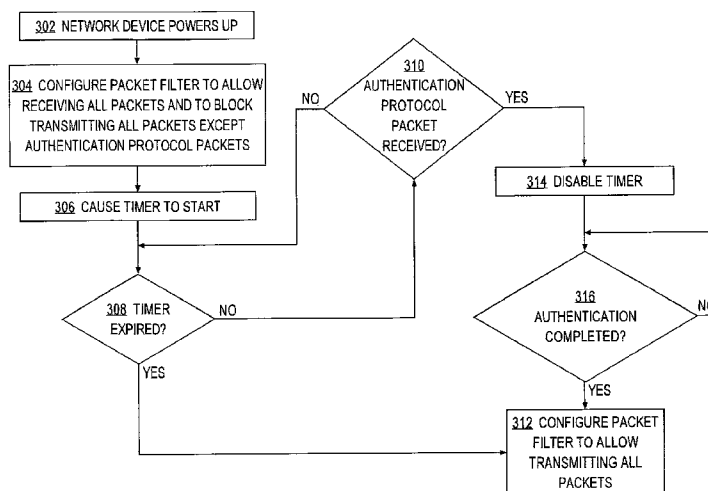 302 NETWORK DEVICE POWERS UP
304 CONFIGURE PACKET FILTER TO ALLOW
RECEIVING ALL PACKETS AND TO BLOCK
TRANSMITTING ALL PACKETS EXCEPT
AUTHENTICATION PROTOCOL PACKETS
306 CAUSE TIMER TO START
308 TIMER
EXPIRED?
NO
YES
310
AUTHENTICATION
PROTOCOL
PACKET
RECEIVED?
NO
YES
314 DISABLE TIMER
316
AUTHENTICATION
COMPLETED?
NO
YES
312 CONFIGURE PACKET
FILTER TO ALLOW
TRANSMITTING ALL
PACKETS